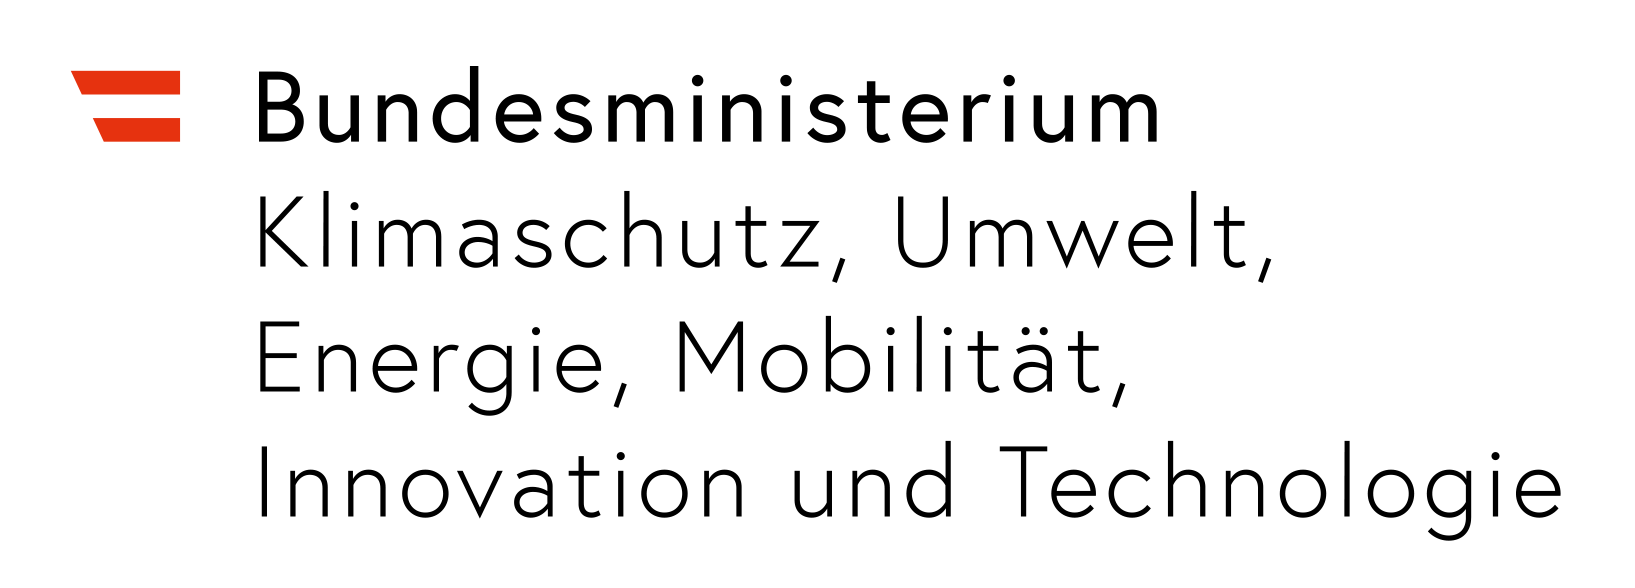 Bundesministerium
Klimaschutz, Umwelt,
Energie, Mobilität,
Innovation und Technologie